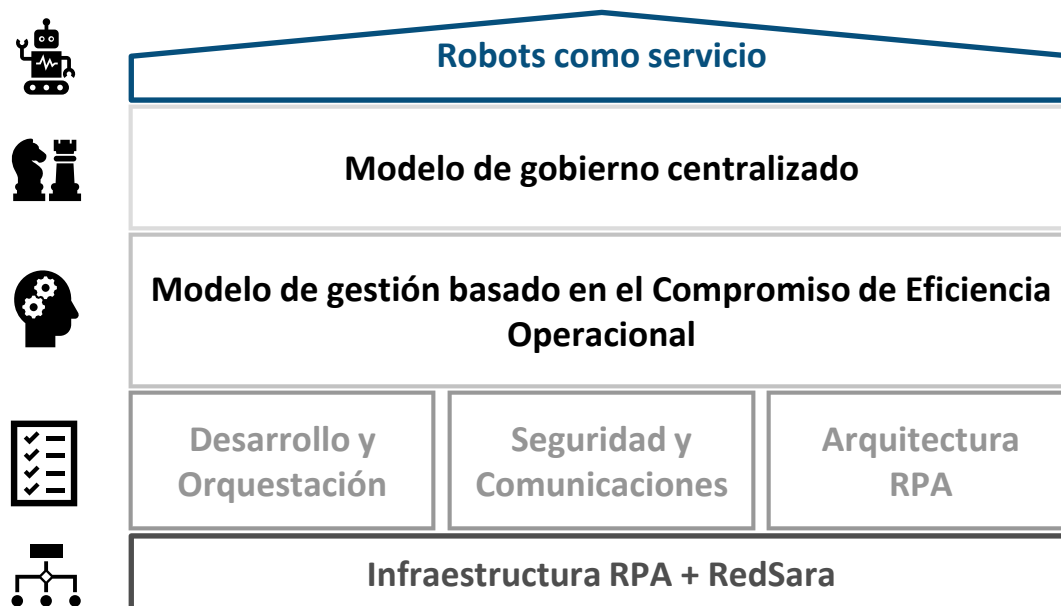 Robots como servicio
Modelo de gobierno centralizado
Modelo de gestión basado en el Compromiso de Eficiencia
Operacional
Desarrollo y
Orquestación
Seguridad y
Comunicaciones
Arquitectura
RPA
Infraestructura RPA + RedSara